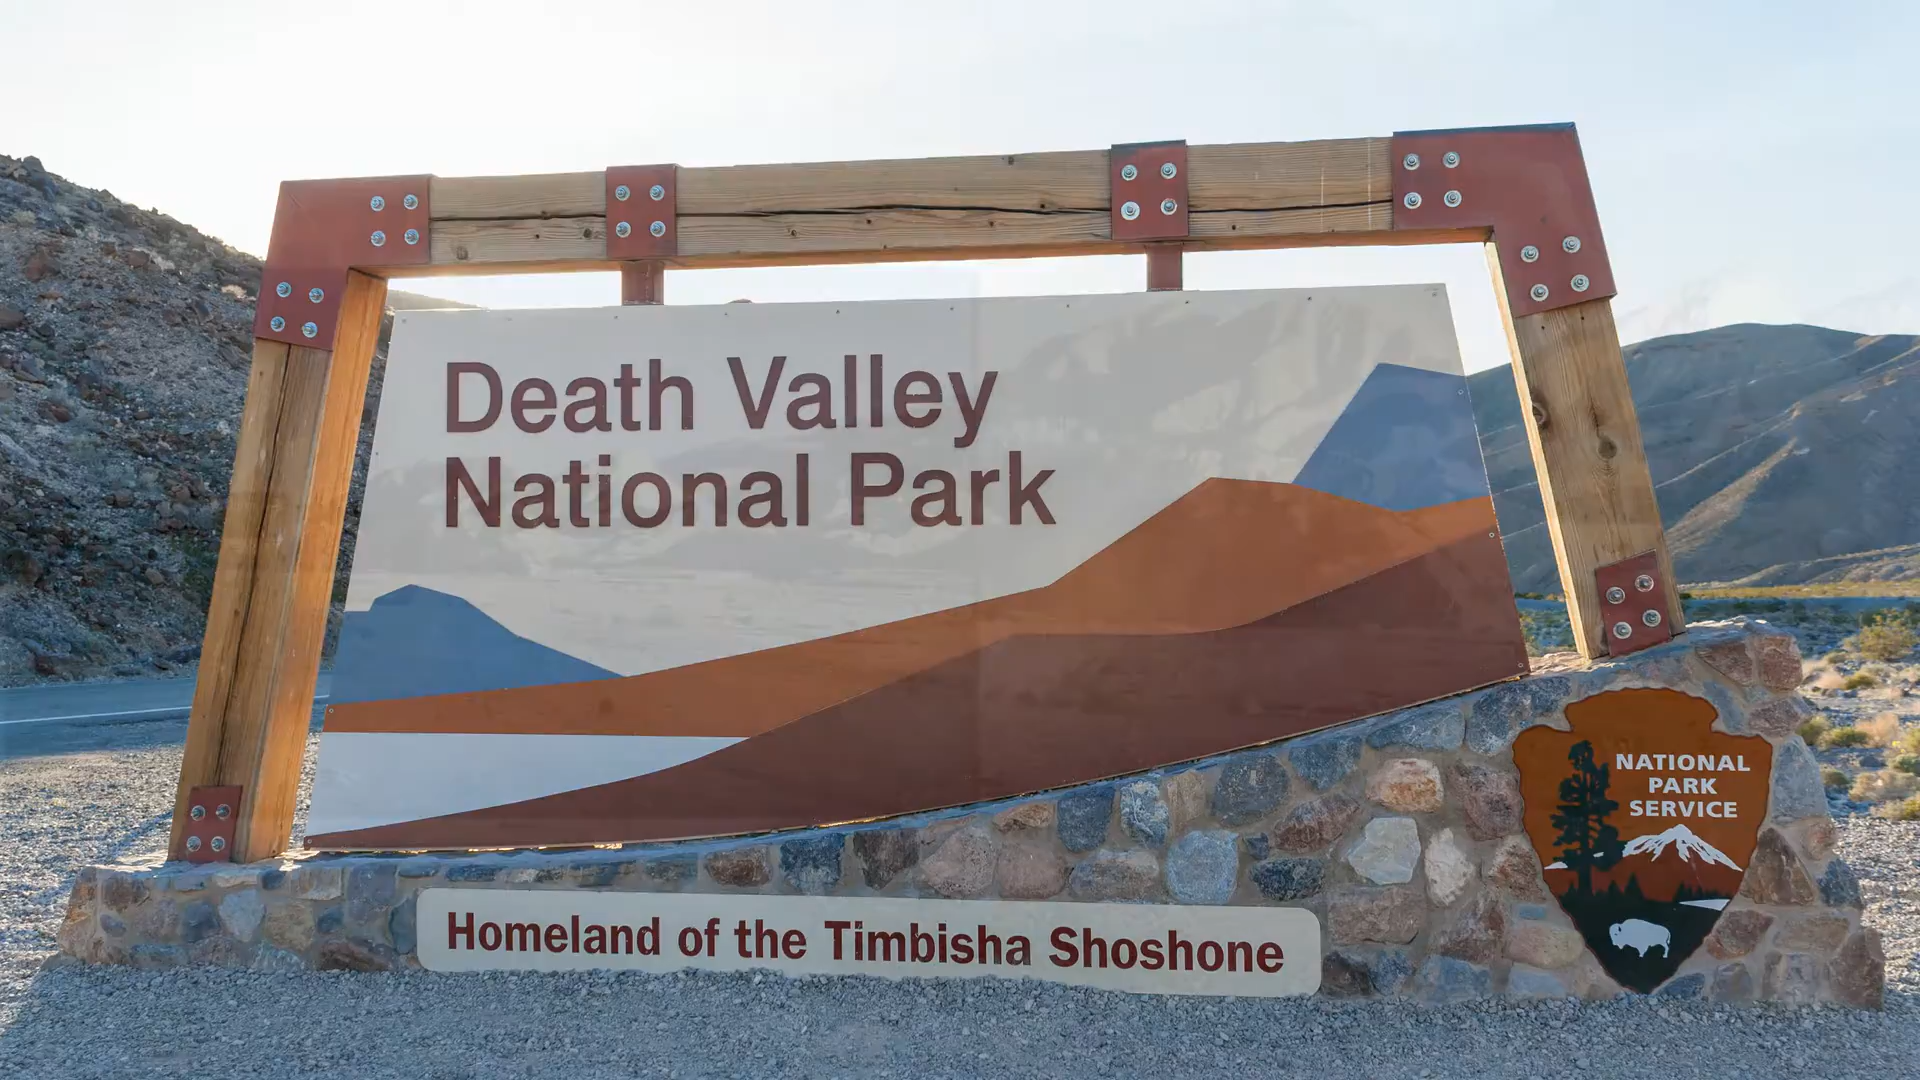 Death Valley
National Park
NATIONAL
PARK
SERVICE
Homeland of the Timbisha Shoshone